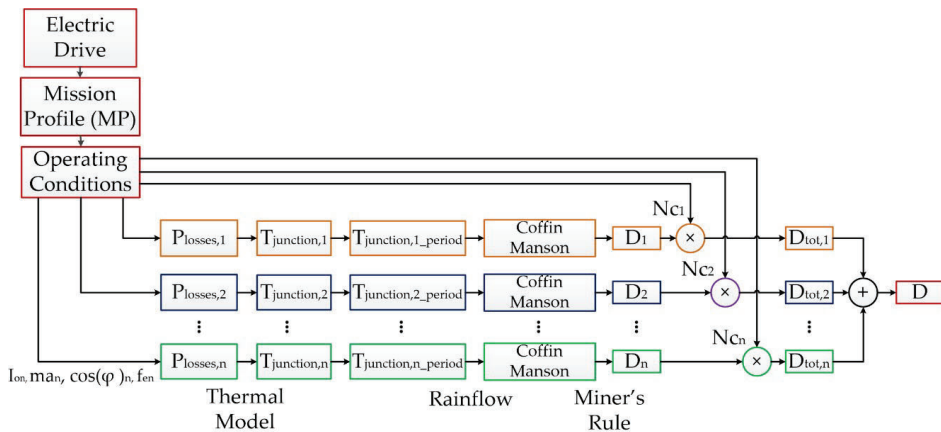 Electric
Drive
Mission
Profile (MP)
Operating
Conditions
Nc1
Plosses,1
Tjunction,1
Tjunction,1_period
Coffin
Manson
D1
×
Dtot,1
Nc2
Plosses,2
Tjunction,2
Tjunction,2_period
Coffin
Manson
D2
×
Dtot,2
+
D
Ncn
Plosses,n
Tjunction,n
Tjunction,n_period
Coffin
Manson
Dn
×
Dtot,n
Ion, man, cos(φ )n, fen
Thermal
Model
Rainflow
Miner's
Rule